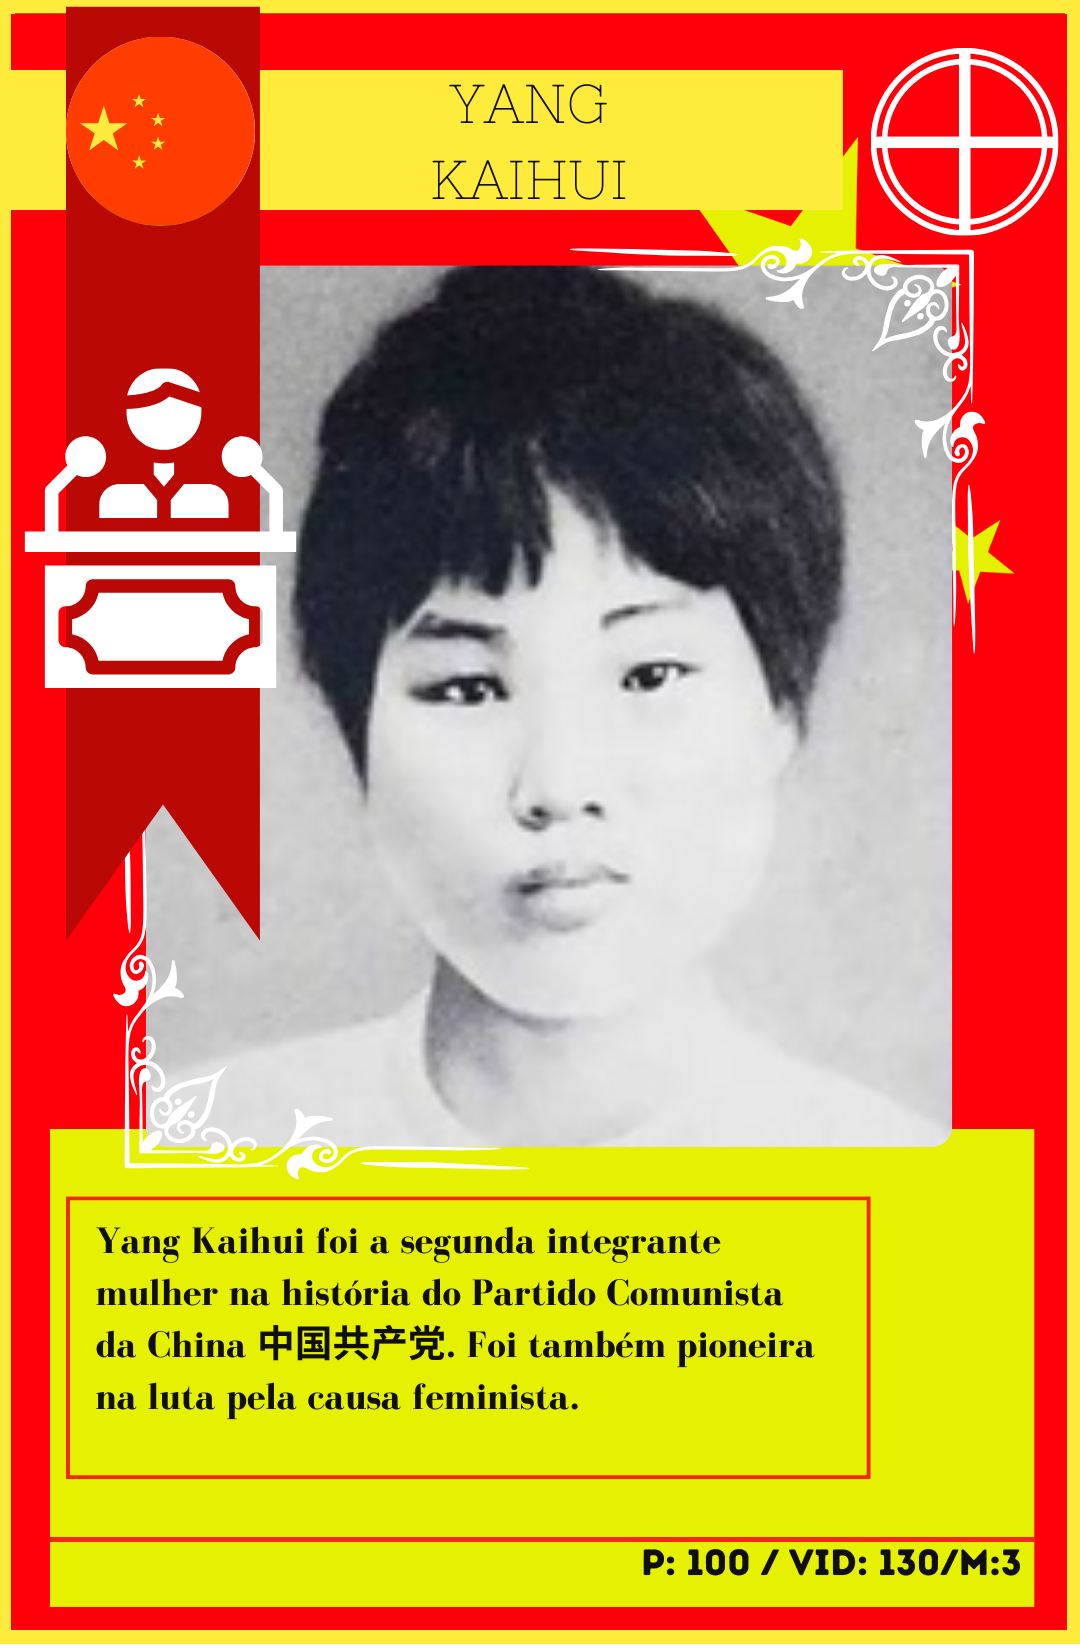 YANG
KAIHUI
Yang Kaihui foi a segunda integrante
mulher na história do Partido Comunista
da China 中国共产党. Foi também pioneira
na luta pela causa feminista.
P: 100 / VID: 130/M:3